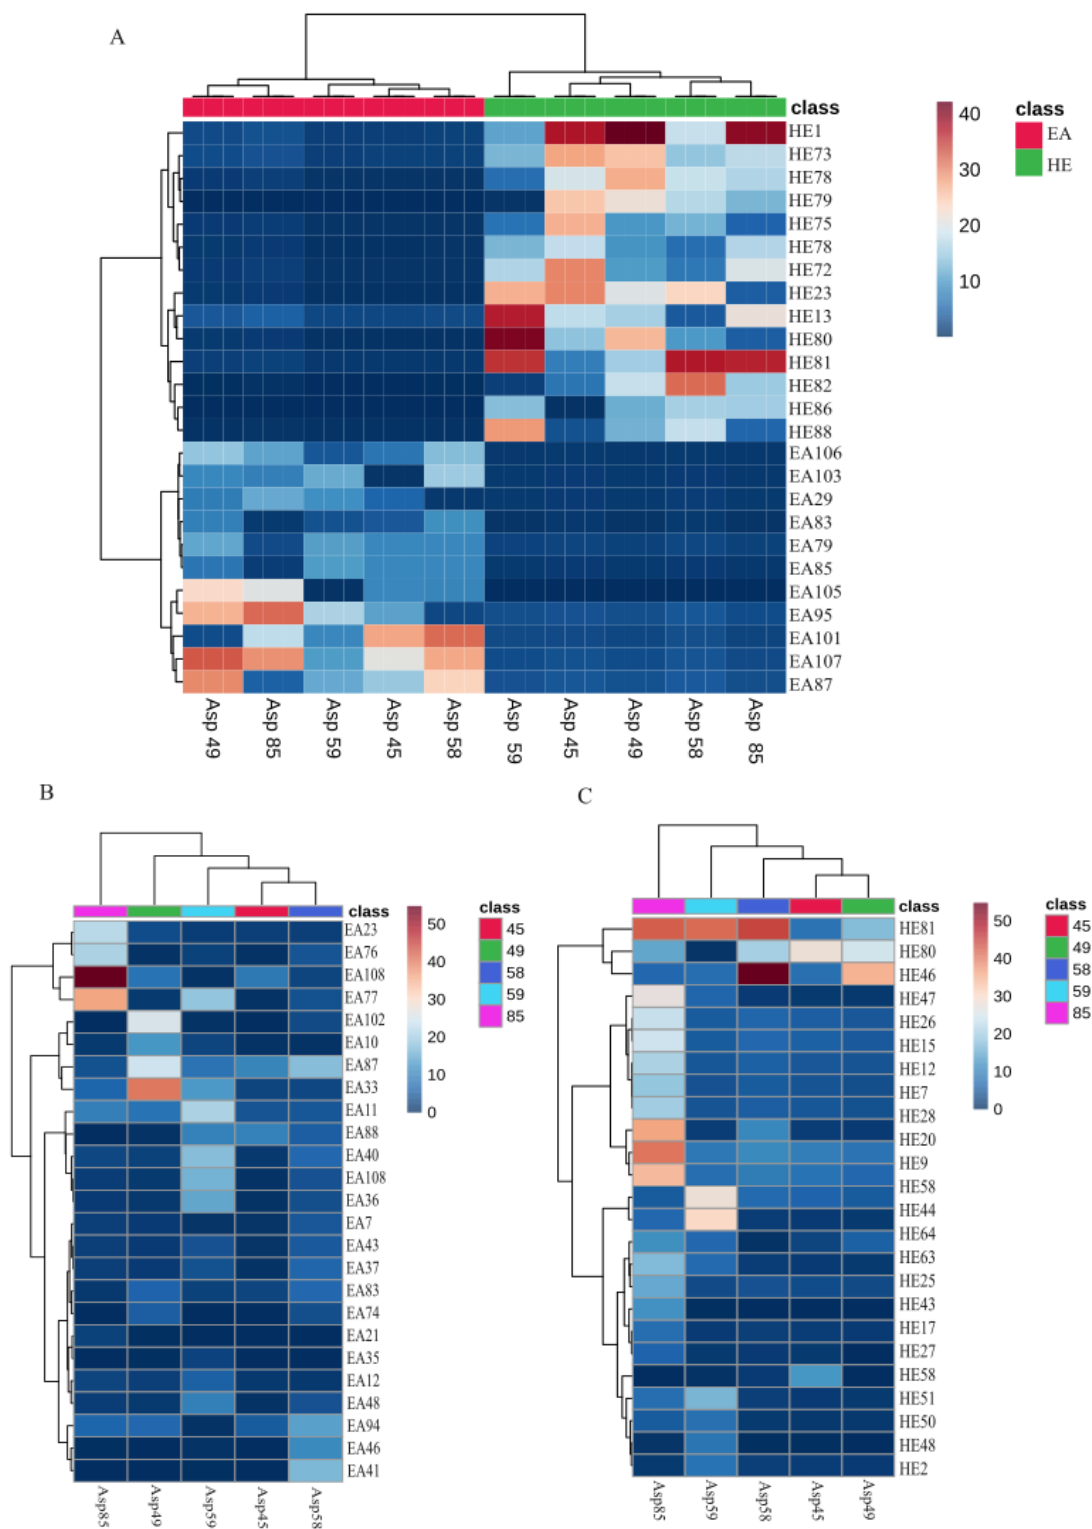 A
class
HE1
HE73
HE78
HE79
HE75
HE78
HE72
HE23
HE13
HE80
HE81
HE82
HE86
HE88
EA106
EA103
EA29
EA83
EA79
EA85
EA105
EA95
EA101
EA107
EA87
40
30
20
10
class
EA
HE
Asp 49
Asp 85
Asp 59
Asp 45
Asp 58
Asp 59
Asp 45
Asp 49
Asp 58
Asp 85
B
class
EA23
EA76
EA108
EA77
EA102
EA10
EA87
EA33
EA11
EA88
EA40
EA108
EA36
EA7
EA43
EA37
EA83
EA74
EA21
EA35
EA12
EA48
EA94
EA46
EA41
50
40
30
20
10
0
class
45
49
58
59
85
Asp85
Asp49
Asp59
Asp45
Asp58
C
class
HE81
HE80
HE46
HE47
HE26
HE15
HE12
HE7
HE28
HE20
HE9
HE58
HE44
HE64
HE63
HE25
HE43
HE17
HE27
HE58
HE51
HE50
HE48
HE2
50
40
30
20
10
0
class
45
49
58
59
85
Asp85
Asp59
Asp58
Asp45
Asp49